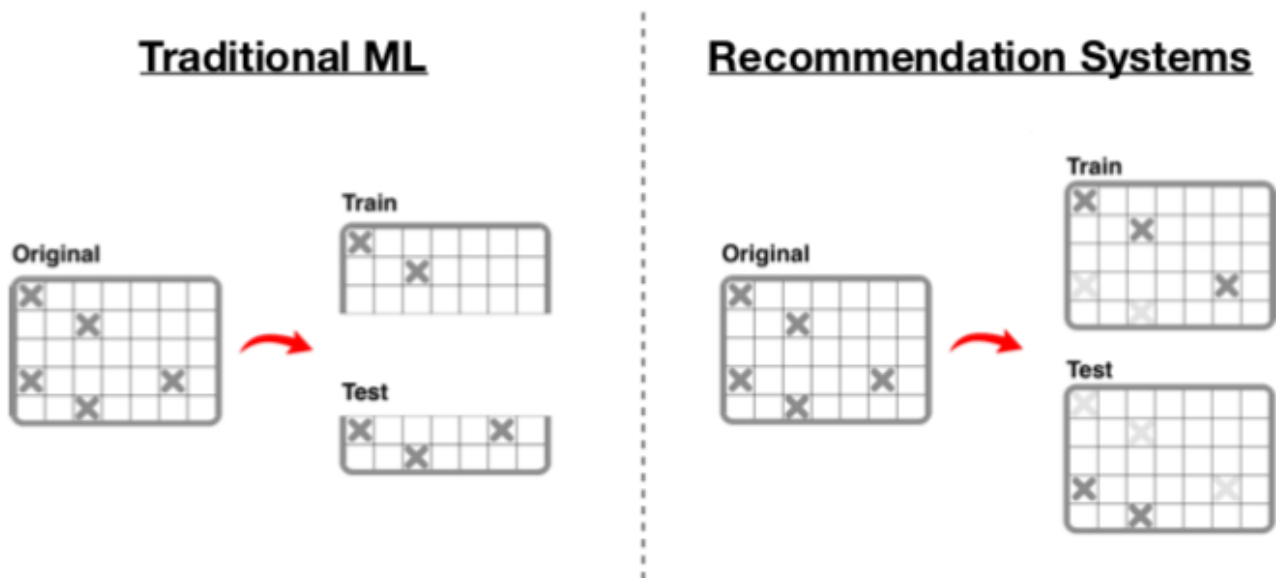 Traditional ML
Original
Train
Test
Recommendation Systems
Original
Train
Test